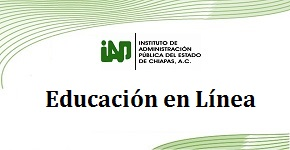 iap
INSTITUTO DE
ADMINISTRACIÓN
PÚBLICA DEL ESTADO
DE CHIAPAS, A.C.
Educación en Línea